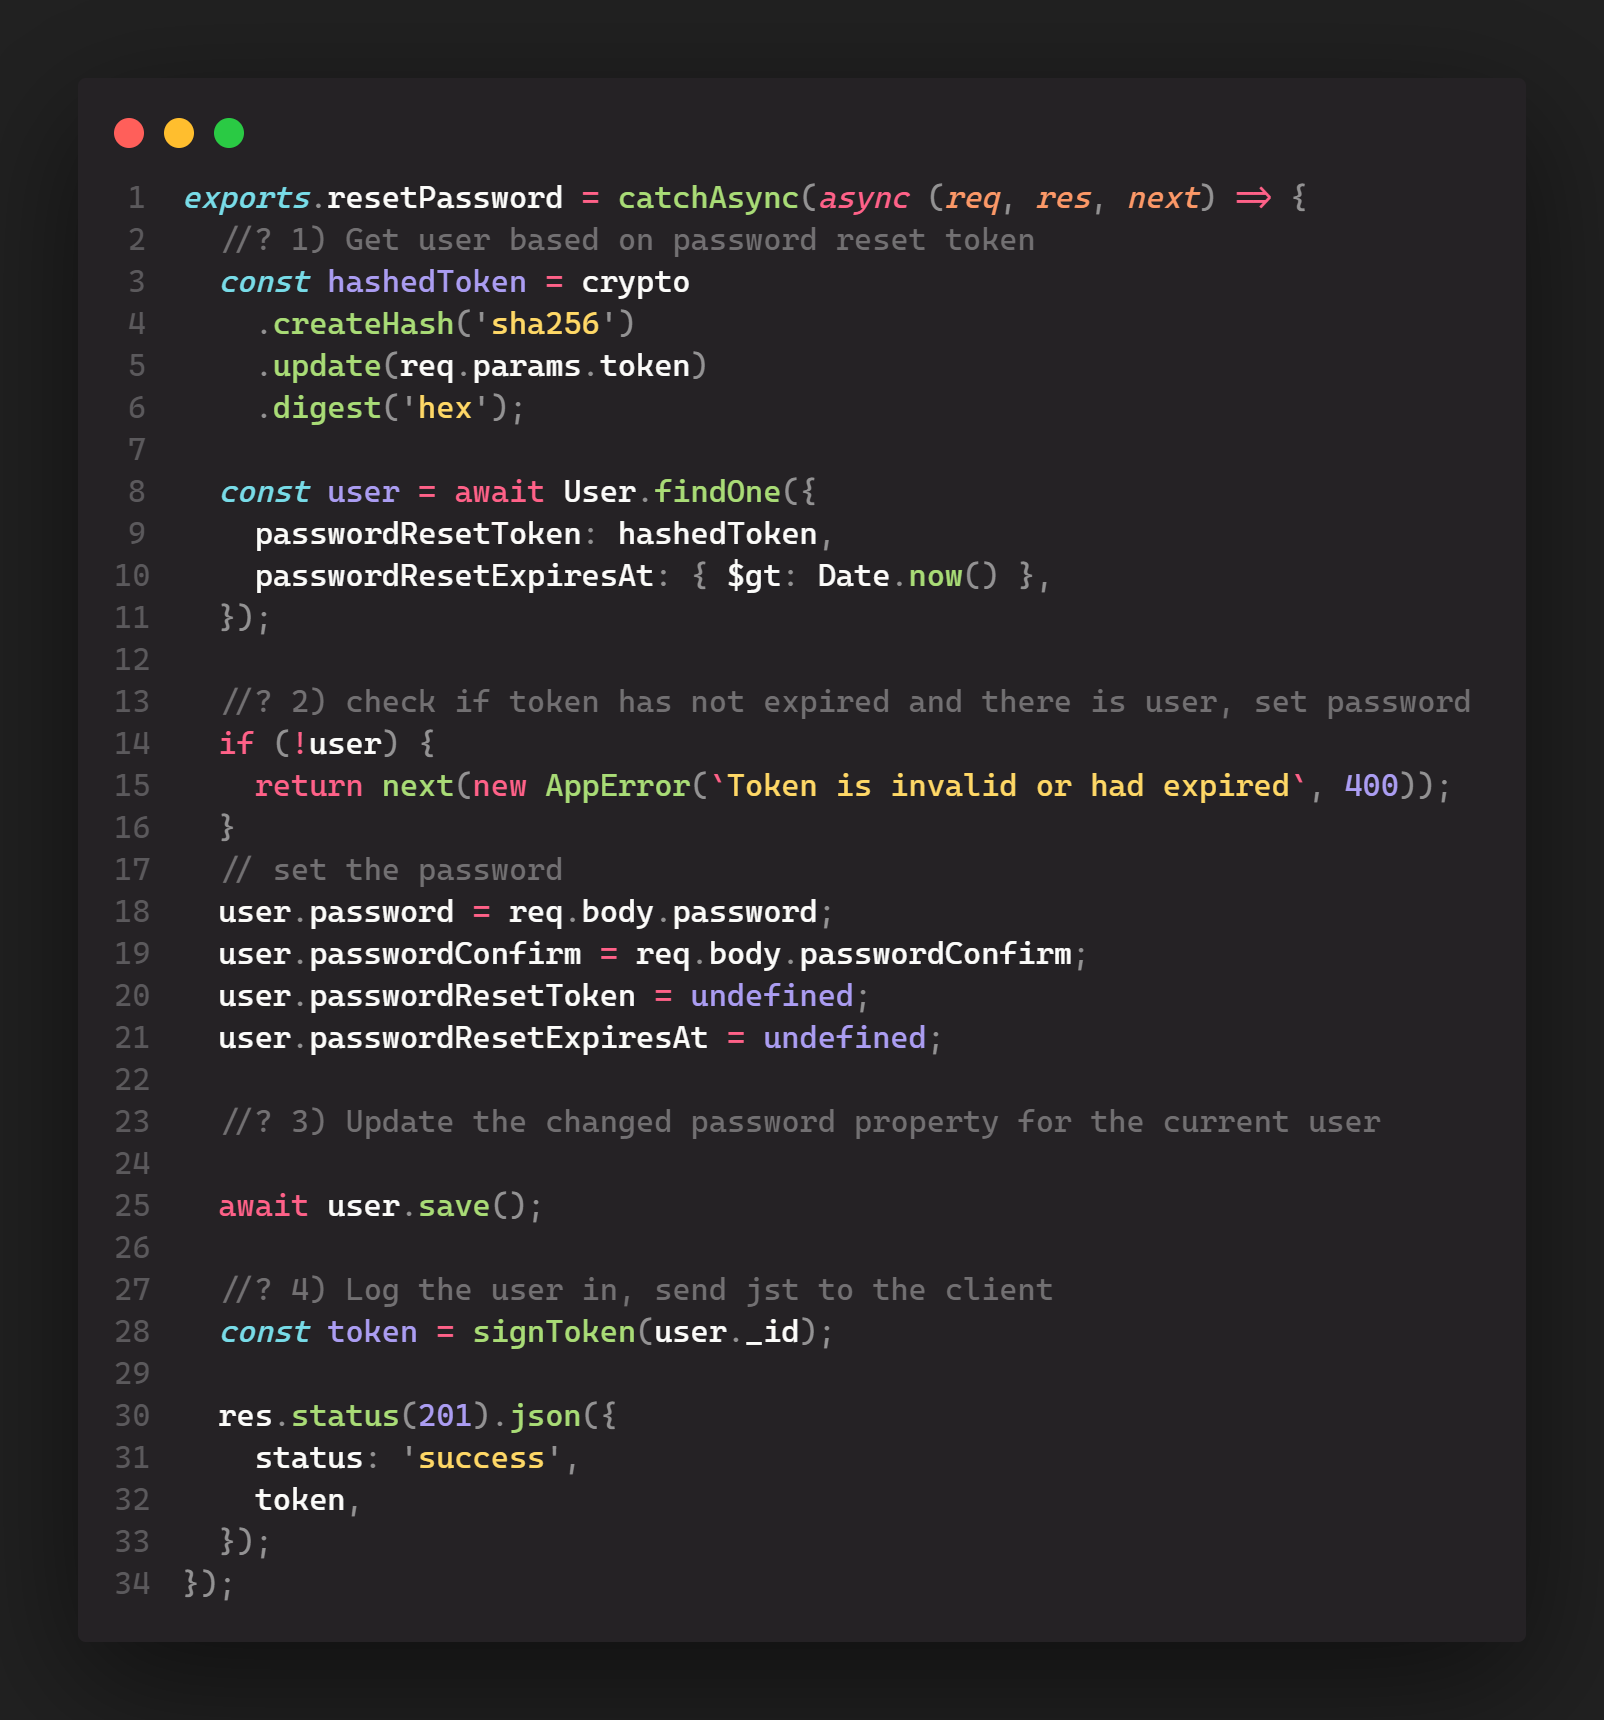 1 exports.resetPassword = catchAsync(async (req, res, next) => {
2   //? 1) Get user based on password reset token
3   const hashedToken = crypto
4     .createHash('sha256')
5     .update(req.params.token)
6     .digest('hex');
7
8   const user = await User.findOne({
9     passwordResetToken: hashedToken,
10     passwordResetExpiresAt: { $gt: Date.now() },
11   });
12
13   //? 2) check if token has not expired and there is user, set password
14   if (!user) {
15     return next(new AppError(`Token is invalid or had expired`, 400));
16   }
17   // set the password
18   user.password = req.body.password;
19   user.passwordConfirm = req.body.passwordConfirm;
20   user.passwordResetToken = undefined;
21   user.passwordResetExpiresAt = undefined;
22
23   //? 3) Update the changed password property for the current user
24
25   await user.save();
26
27   //? 4) Log the user in, send jst to the client
28   const token = signToken(user._id);
29
30   res.status(201).json({
31     status: 'success',
32     token,
33   });
34 });